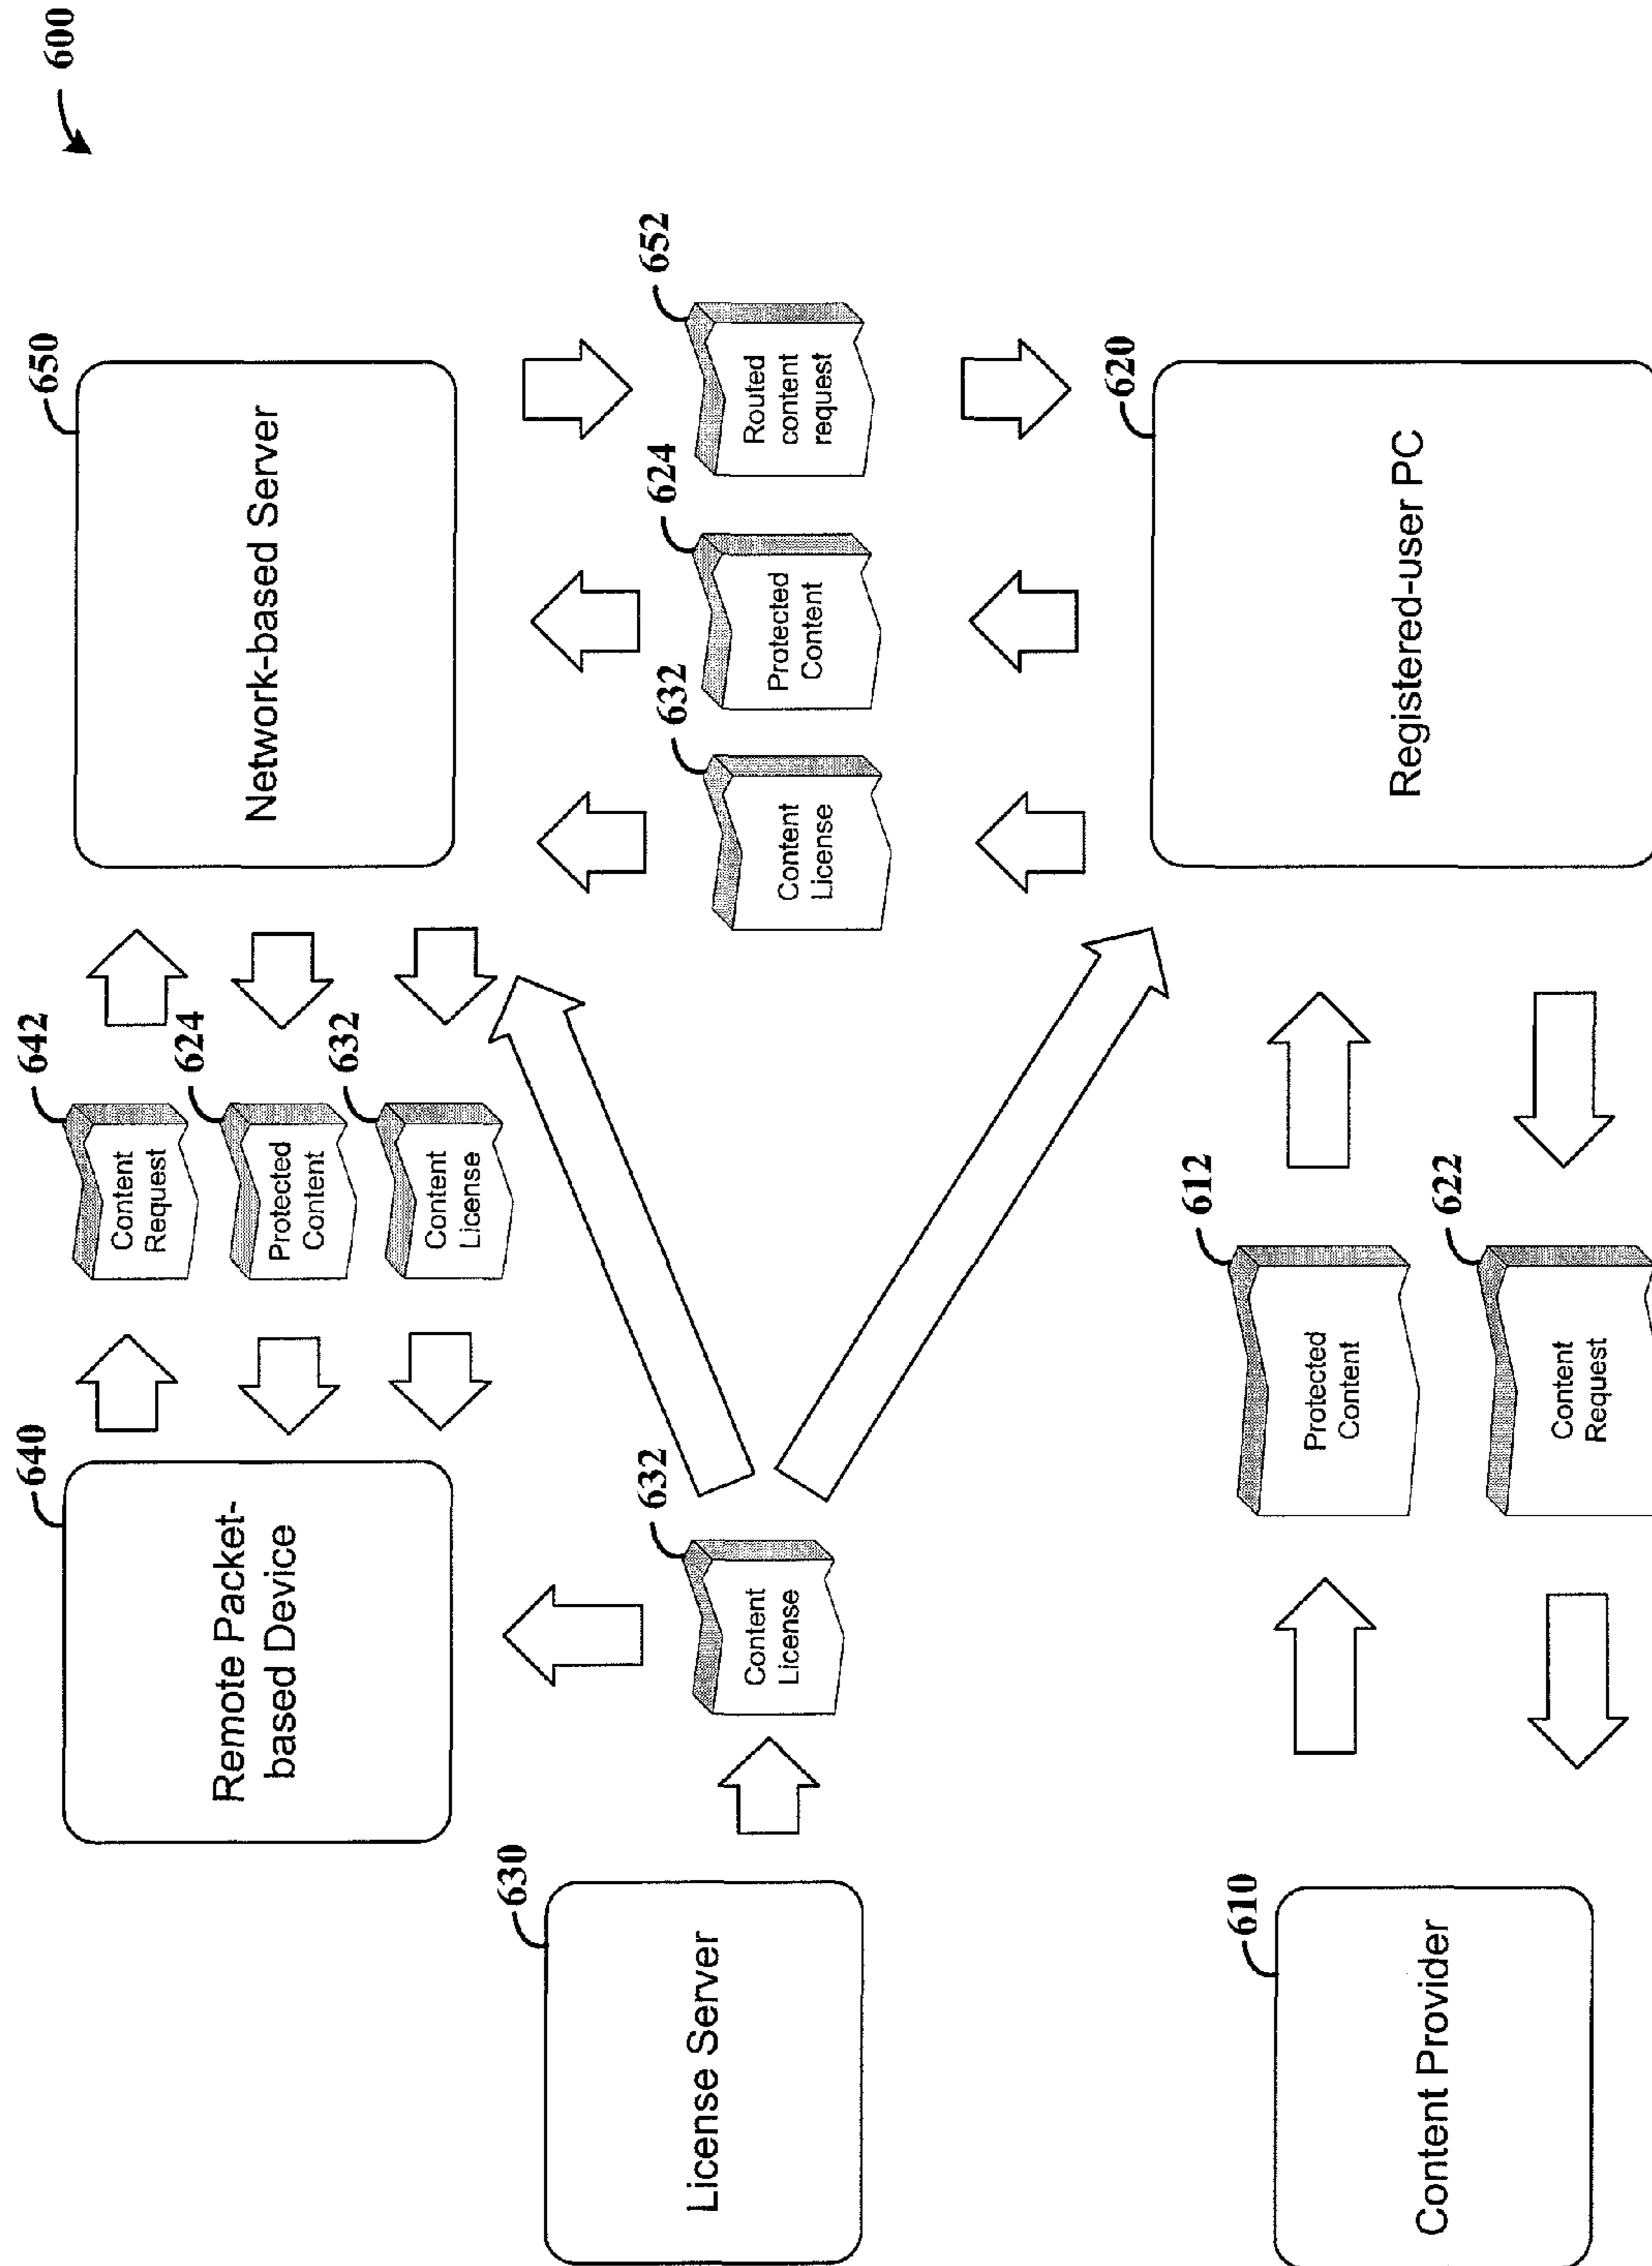 600
640
Remote Packet-
based Device
642
Content
Request
624
Protected
Content
632
Content
License
650
Network-based Server
630
License Server
632
Content
License
632
Content
License
624
Protected
Content
652
Routed
content
request
610
Content Provider
612
Protected
Content
622
Content
Request
620
Registered-user PC